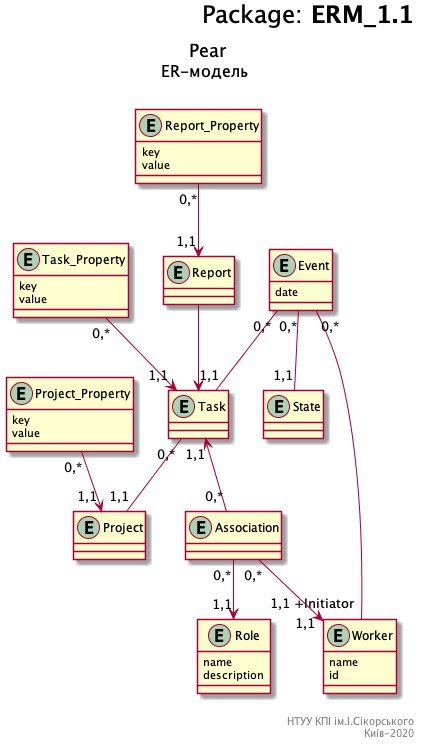 Package: ERM_1.1
Pear
ER-модель
E Report_Property
key
value
0,*
1,1
E Task_Property
key
value
E Report
E Event
date
0,*
0,*
0,*
0,*
1,1
1,1
1,1
E Project_Property
key
value
E Task
E State
0,*
0,*
1,1
1,1
1,1
0,*
E Project
E Association
0,*
0,*
1,1
1,1 +Initiator
1,1
E Role
name
description
E Worker
name
id
НТУУ КПІ ім.І.Сікорського
Київ-2020